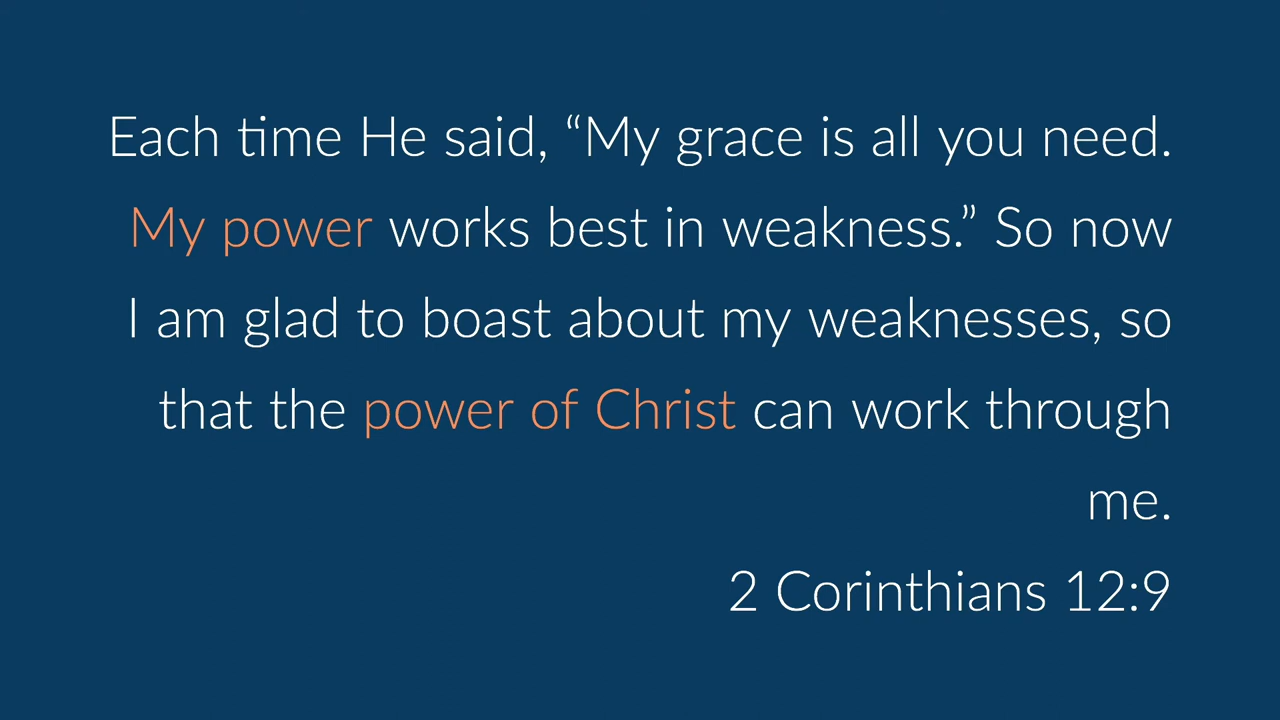 Each time He said, “My grace is all you need.
My power works best in weakness.” So now
I am glad to boast about my weaknesses, so
that the power of Christ can work through
me.
2 Corinthians 12:9